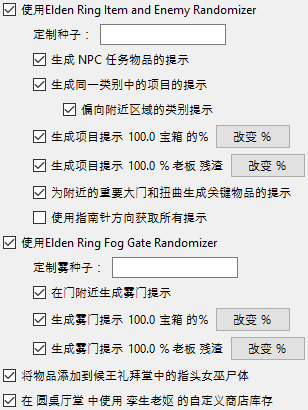 使用Elden Ring Item and Enemy Randomizer
定制种子：
生成 NPC 任务物品的提示
生成同一类别中的项目的提示
偏向附近区域的类别提示
生成项目提示 100.0 宝箱 的% 改变 %
生成项目提示 100.0 % 老板 残渣 改变 %
为附近的重要大门和扭曲生成关键物品的提示
使用指南针方向获取所有提示
使用Elden Ring Fog Gate Randomizer
定制雾种子：
在门附近生成雾门提示
生成雾门提示 100.0 宝箱 的% 改变 %
生成雾门提示 100.0 % 老板 残渣 改变 %
将物品添加到候王礼拜堂中的指头女巫尸体
在 圆桌厅堂 中使用 孪生老妪 的自定义商店库存